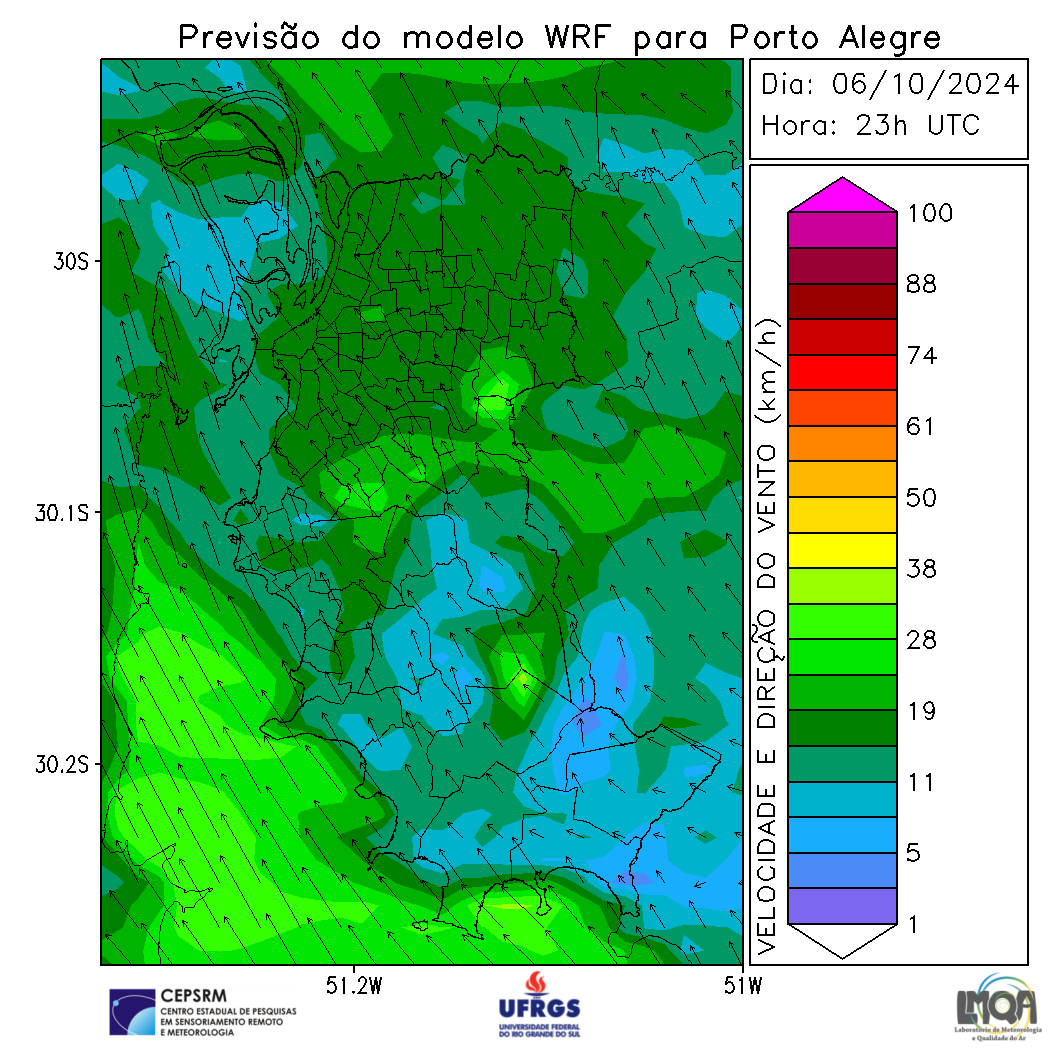 Previsão do modelo WRF para Porto Alegre
Dia: 06/10/2024
Hora: 23h UTC
30S
30.1S
30.2S
51.2W
51W
VELOCIDADE E DIREÇÃO DO VENTO (km/h)
100
88
74
61
50
38
28
19
11
5
1
CEPSRM
CENTRO ESTADUAL DE PESQUISAS
EM SENSORIAMENTO REMOTO
E METEOROLOGIA
UFRGS
UNIVERSIDADE FEDERAL
DO RIO GRANDE DO SUL
LMQA
Laboratório de Meteorologia
e Qualidade do Ar